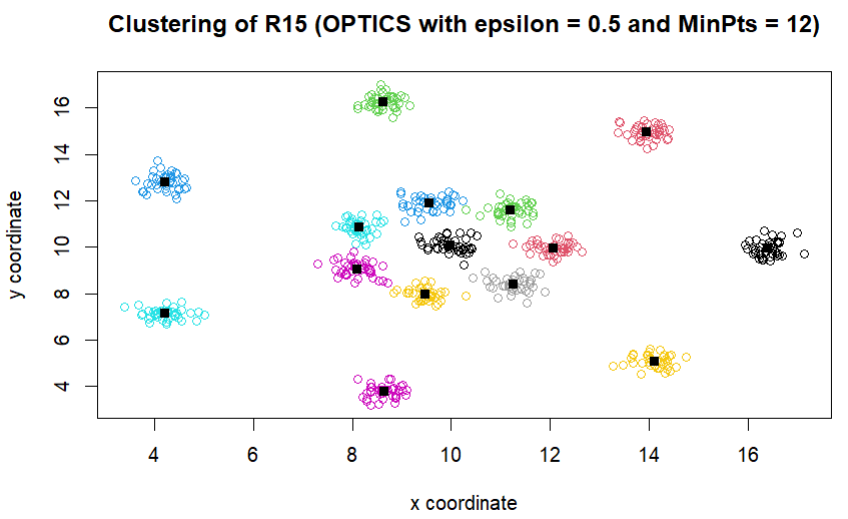 Clustering of R15 (OPTICS with epsilon = 0.5 and MinPts = 12)
y coordinate
16
14
12
10
8
6
4
4 6 8 10 12 14 16
x coordinate